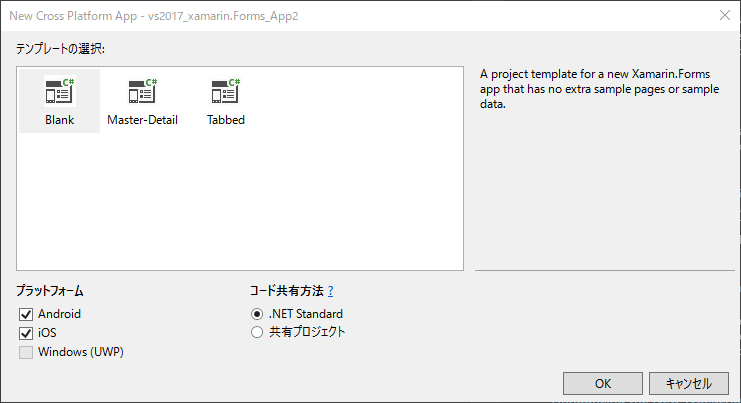 New Cross Platform App - vs2017_xamarin.Forms_App2
テンプレートの選択:
C# C# C#
Blank Master-Detail Tabbed
A project template for a new Xamarin.Forms
app that has no extra sample pages or sample
data.
プラットフォーム
Android
iOS
Windows (UWP)
コード共有方法 ?
.NET Standard
共有プロジェクト
OK キャンセル